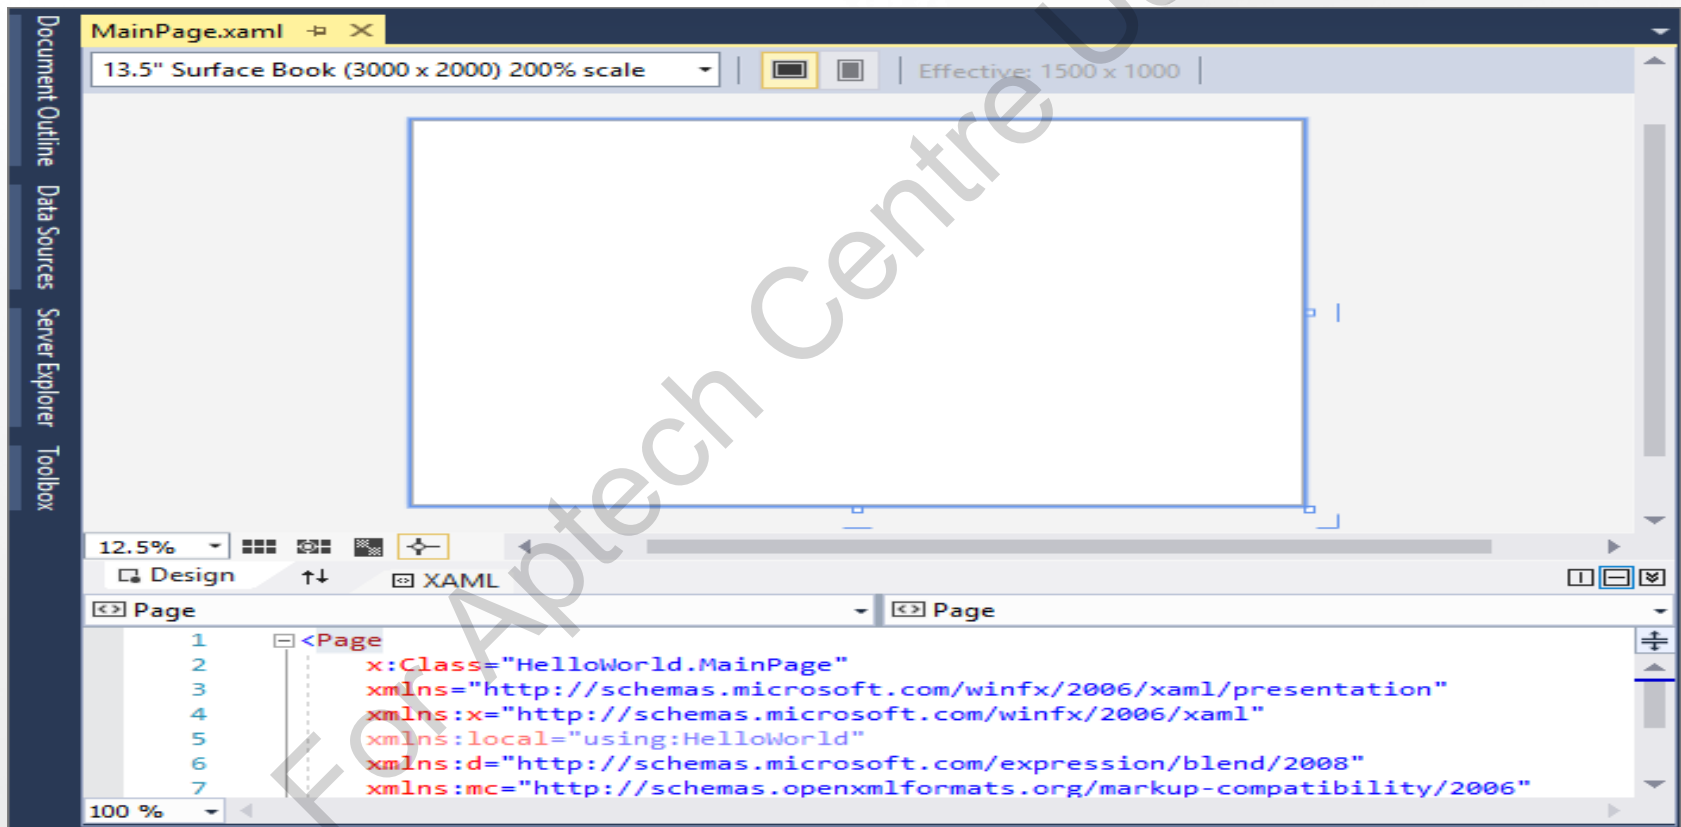 MainPage.xaml
13.5" Surface Book (3000 x 2000) 200% scale
Effective: 1500 x 1000
Document Outline
Data Sources
Server Explorer
Toolbox
12.5%
Design
XAML
Page
Page
1 <Page
2 x:Class="HelloWorld.MainPage"
3 xmlns="http://schemas.microsoft.com/winfx/2006/xaml/presentation"
4 xmlns:x="http://schemas.microsoft.com/winfx/2006/xaml"
5 xmlns:local="using:HelloWorld"
6 xmlns:d="http://schemas.microsoft.com/expression/blend/2008"
7 xmlns:mc="http://schemas.openxmlformats.org/markup-compatibility/2006"
100 %
For Aptech Centre